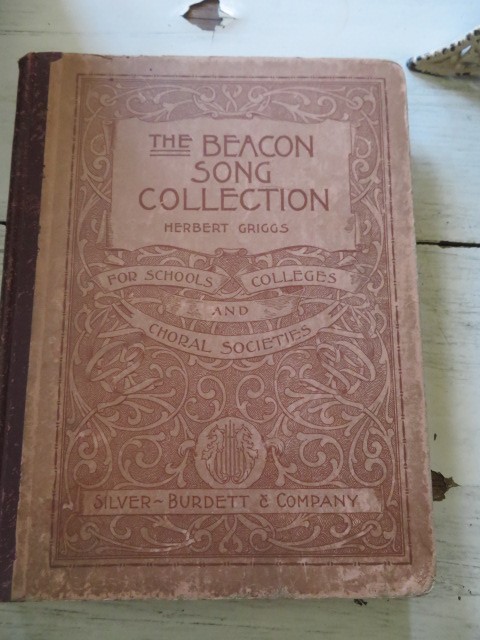 THE BEACON
SONG
COLLECTION
HERBERT GRIGGS
FOR SCHOOLS COLLEGES
AND
CHORAL SOCIETIES
SILVER~BURDETT & COMPANY